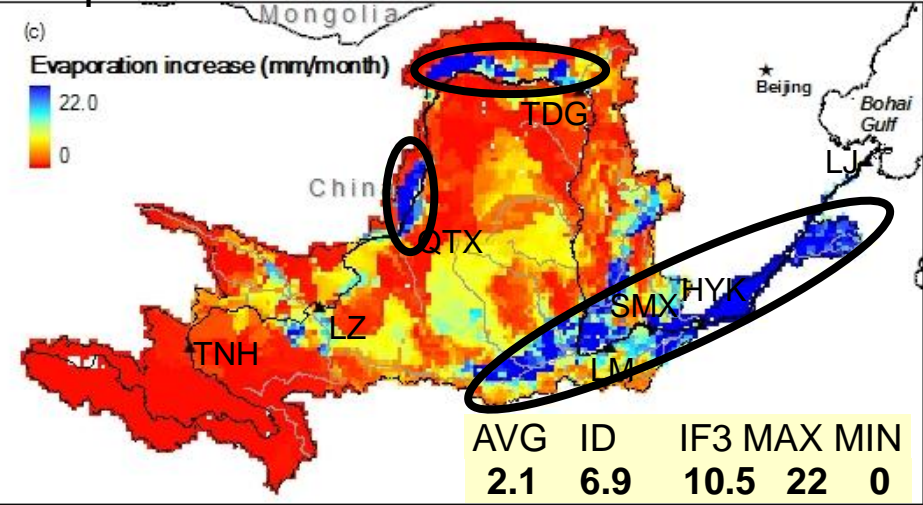 Mongolia
(c)
Evaporation increase (mm/month)
22.0
0
Beijing
Bohai
Gulf
TDG
LJ
China
QTX
HYK
SMX
LZ
TNH
LM
AVG ID IF3 MAX MIN
2.1 6.9 10.5 22 0